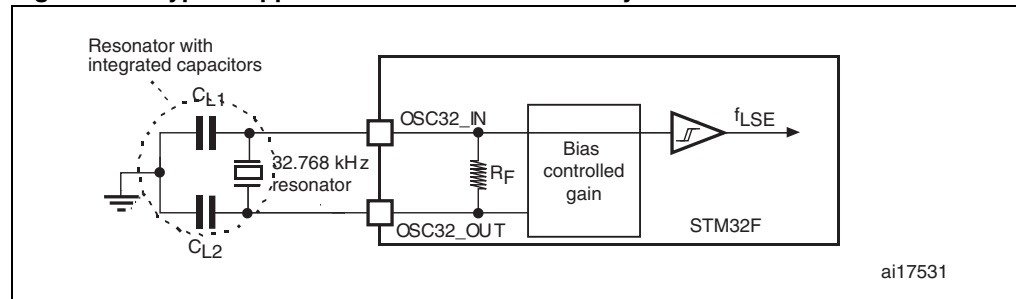 Resonator with
integrated capacitors
CL1
OSC32_IN
fLSE
32.768 kHz
resonator
RF
Bias
controlled
gain
OSC32_OUT
STM32F
CL2
ai17531